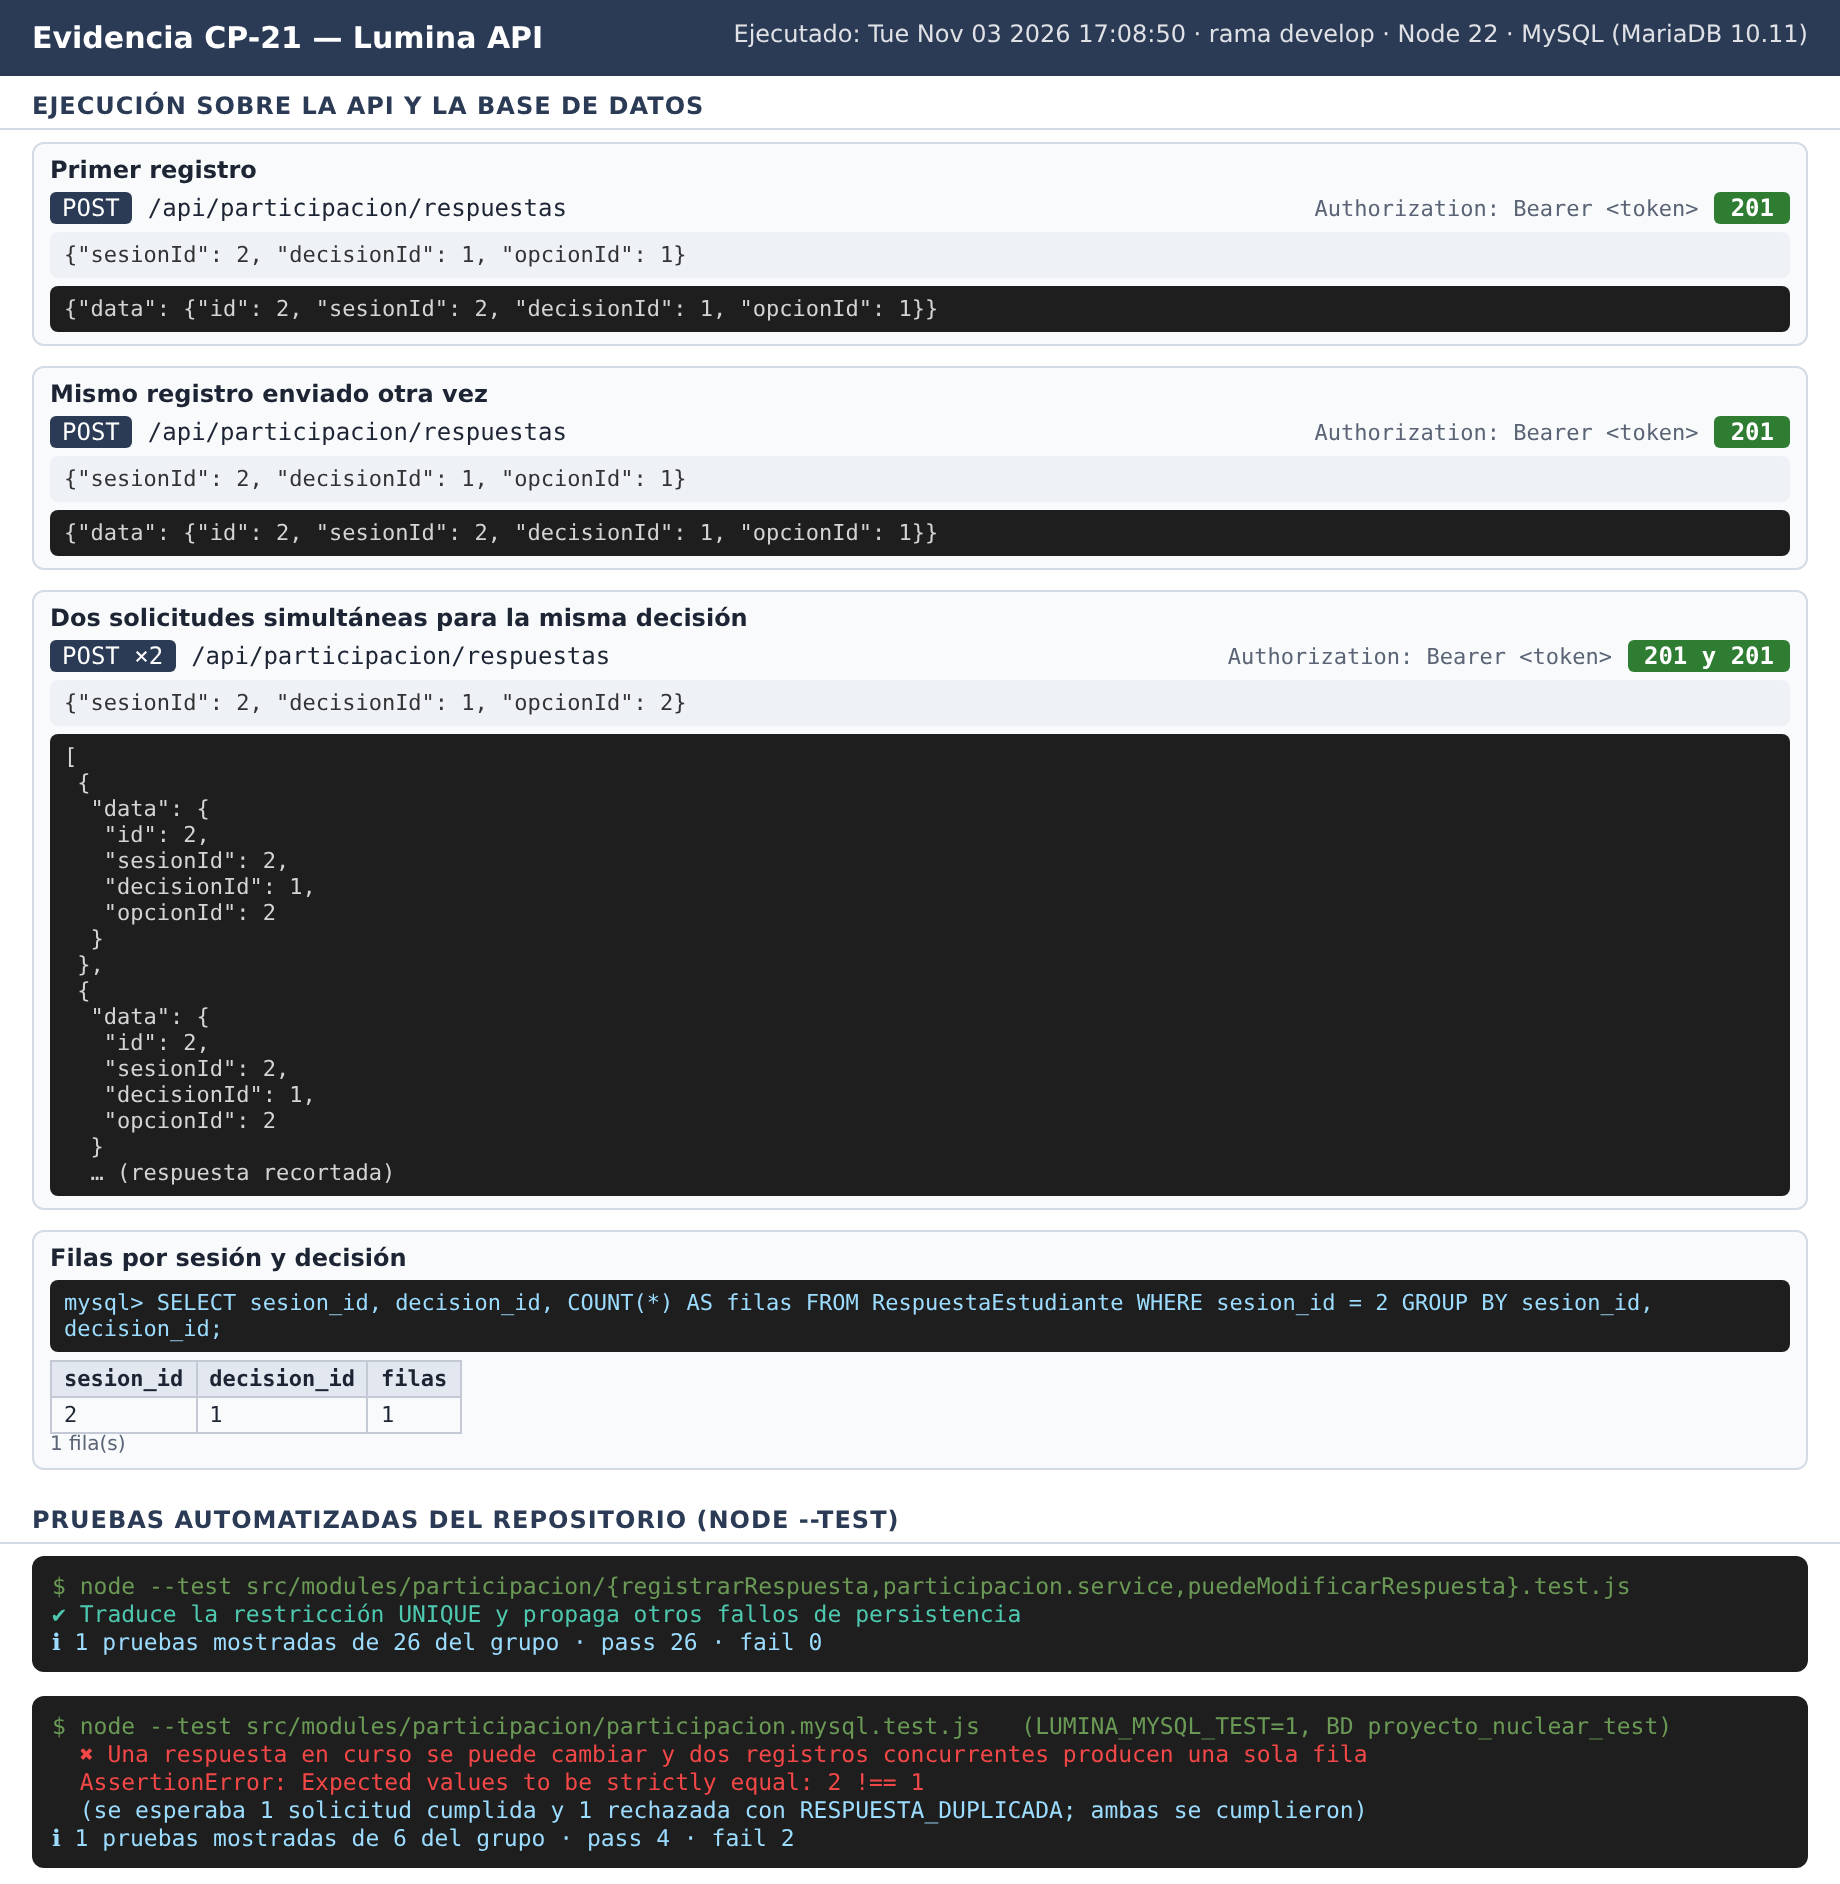 Evidencia CP-21 — Lumina API
Ejecutado: Tue Nov 03 2026 17:08:50 · rama develop · Node 22 · MySQL (MariaDB 10.11)
EJECUCIÓN SOBRE LA API Y LA BASE DE DATOS
Primer registro
POST /api/participacion/respuestas Authorization: Bearer <token> 201
{"sesionId": 2, "decisionId": 1, "opcionId": 1}
{"data": {"id": 2, "sesionId": 2, "decisionId": 1, "opcionId": 1}}
Mismo registro enviado otra vez
POST /api/participacion/respuestas Authorization: Bearer <token> 201
{"sesionId": 2, "decisionId": 1, "opcionId": 1}
{"data": {"id": 2, "sesionId": 2, "decisionId": 1, "opcionId": 1}}
Dos solicitudes simultáneas para la misma decisión
POST ×2 /api/participacion/respuestas Authorization: Bearer <token> 201 y 201
{"sesionId": 2, "decisionId": 1, "opcionId": 2}
[
{
"data": {
"id": 2,
"sesionId": 2,
"decisionId": 1,
"opcionId": 2
}
},
{
"data": {
"id": 2,
"sesionId": 2,
"decisionId": 1,
"opcionId": 2
}
… (respuesta recortada)
Filas por sesión y decisión
mysql> SELECT sesion_id, decision_id, COUNT(*) AS filas FROM RespuestaEstudiante WHERE sesion_id = 2 GROUP BY sesion_id,
decision_id;
sesion_id decision_id filas
2 1 1
1 fila(s)
PRUEBAS AUTOMATIZADAS DEL REPOSITORIO (NODE --TEST)
$ node --test src/modules/participacion/{registrarRespuesta,participacion.service,puedeModificarRespuesta}.test.js
✔ Traduce la restricción UNIQUE y propaga otros fallos de persistencia
ℹ 1 pruebas mostradas de 26 del grupo · pass 26 · fail 0
$ node --test src/modules/participacion/participacion.mysql.test.js (LUMINA_MYSQL_TEST=1, BD proyecto_nuclear_test)
✖ Una respuesta en curso se puede cambiar y dos registros concurrentes producen una sola fila
AssertionError: Expected values to be strictly equal: 2 !== 1
(se esperaba 1 solicitud cumplida y 1 rechazada con RESPUESTA_DUPLICADA; ambas se cumplieron)
ℹ 1 pruebas mostradas de 6 del grupo · pass 4 · fail 2